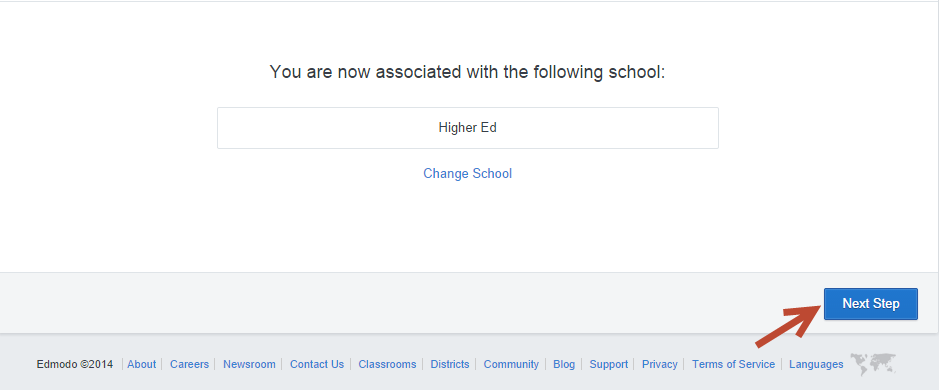 You are now associated with the following school:
Higher Ed
Change School
Next Step
Edmodo ©2014 About Careers Newsroom Contact Us Classrooms Districts Community Blog Support Privacy Terms of Service Languages